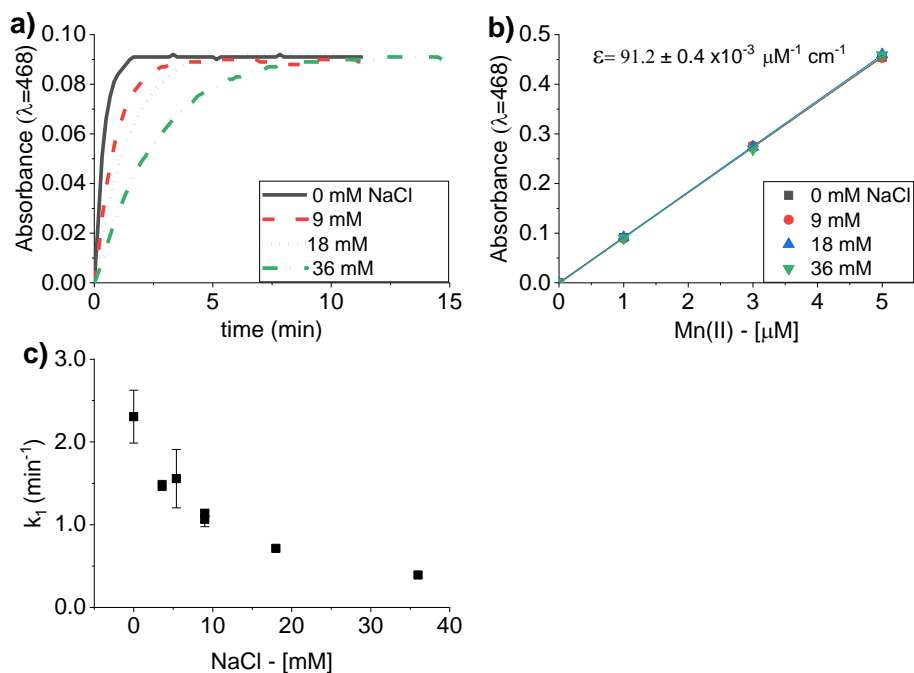 a)
Absorbance (λ=468)
0.10
0.08
0.06
0.04
0.02
0.00
0 5 10 15
time (min)
0 mM NaCl
9 mM
18 mM
36 mM
b)
Absorbance (λ=468)
0.5
0.4
0.3
0.2
0.1
0.0
0 1 2 3 4 5
Mn(II) - [μM]
ε= 91.2 ± 0.4 x10⁻³ μM⁻¹ cm⁻¹
0 mM NaCl
9 mM
18 mM
36 mM
c)
k₁ (min⁻¹)
3.0
2.0
1.0
0.0
0 10 20 30 40
NaCl - [mM]